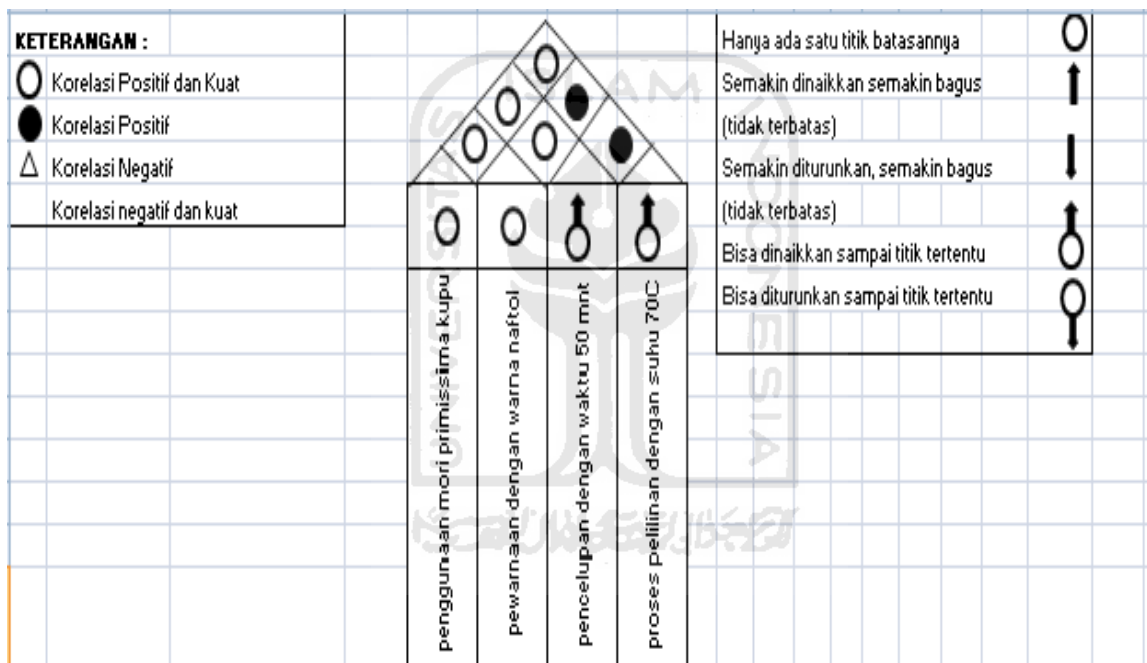 KETERANGAN :
Korelasi Positif dan Kuat
Korelasi Positif
Korelasi Negatif
Korelasi negatif dan kuat
Hanya ada satu titik batasannya
Semakin dinaikkan semakin bagus
(tidak terbatas)
Semakin diturunkan, semakin bagus
(tidak terbatas)
Bisa dinaikkan sampai titik tertentu
Bisa diturunkan sampai titik tertentu
penggunaan mori primissima kupu
pewarnaan dengan warna naftol
pencelupan dengan waktu 50 mnt
proses pelilinan dengan suhu 70C
UNIVERSITAS
ISLAM
INDONESIA